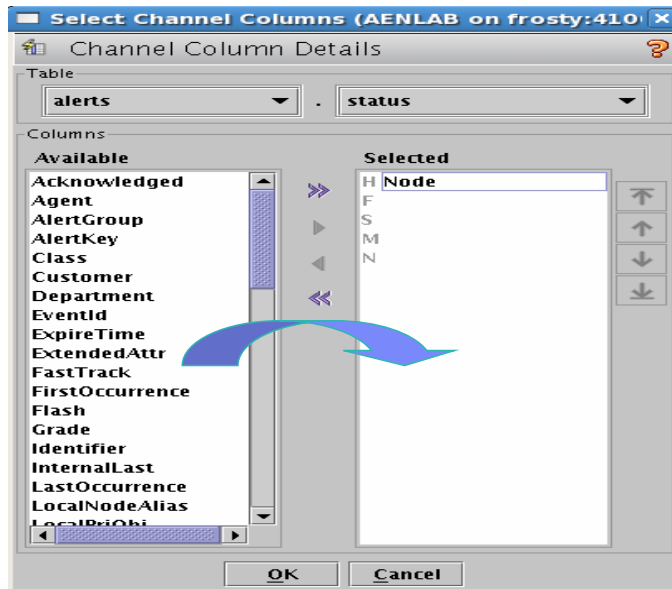 Select Channel Columns (AENLAB on frosty:410
Channel Column Details
Table
alerts . status
Columns
Available Selected
Acknowledged
Agent
AlertGroup
AlertKey
Class
Customer
Department
EventId
ExpireTime
ExtendedAttr
FastTrack
FirstOccurrence
Flash
Grade
Identifier
InternalLast
LastOccurrence
LocalNodeAlias
LocalPriObj
H Node
F
S
M
N
OK Cancel